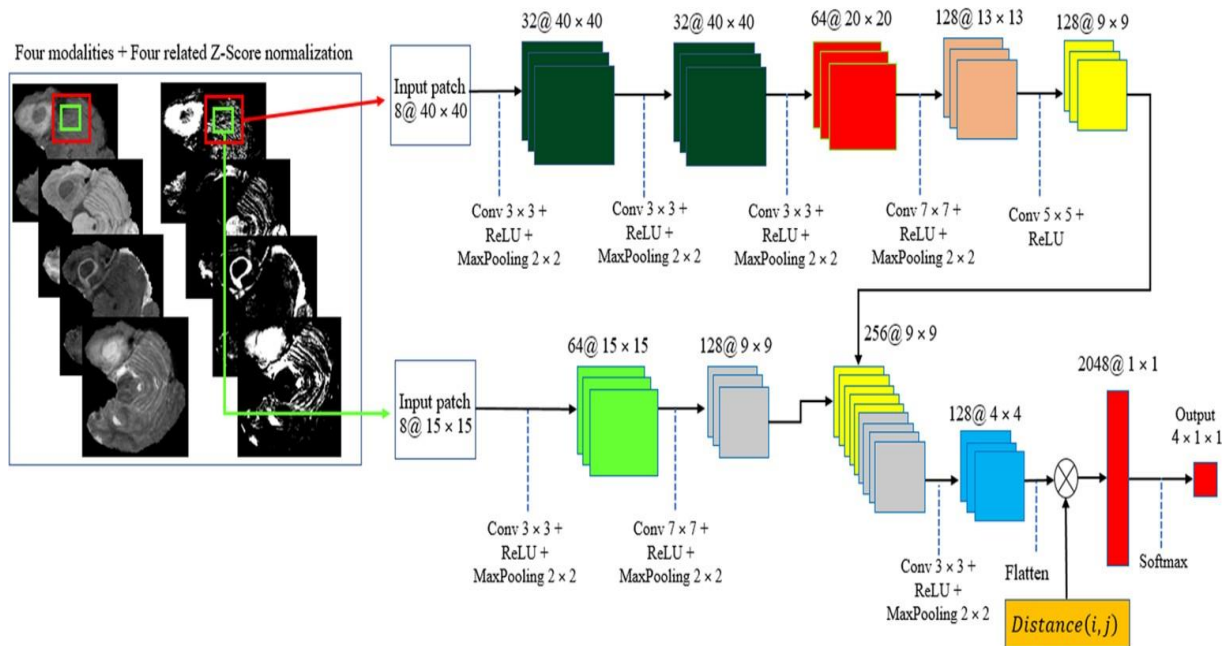 Four modalities + Four related Z-Score normalization
Input patch
8@ 40 × 40
32@ 40 × 40
32@ 40 × 40
64@ 20 × 20
128@ 13 × 13
128@ 9 × 9
Conv 3 × 3 +
ReLU +
MaxPooling 2 × 2
Conv 3 × 3 +
ReLU +
MaxPooling 2 × 2
Conv 3 × 3 +
ReLU +
MaxPooling 2 × 2
Conv 7 × 7 +
ReLU +
MaxPooling 2 × 2
Conv 5 × 5 +
ReLU
Input patch
8@ 15 × 15
64@ 15 × 15
128@ 9 × 9
256@ 9 × 9
128@ 4 × 4
2048@ 1 × 1
Output
4 × 1 × 1
Conv 3 × 3 +
ReLU +
MaxPooling 2 × 2
Conv 7 × 7 +
ReLU +
MaxPooling 2 × 2
Conv 3 × 3 +
ReLU +
MaxPooling 2 × 2
Flatten
Softmax
Distance(i, j)